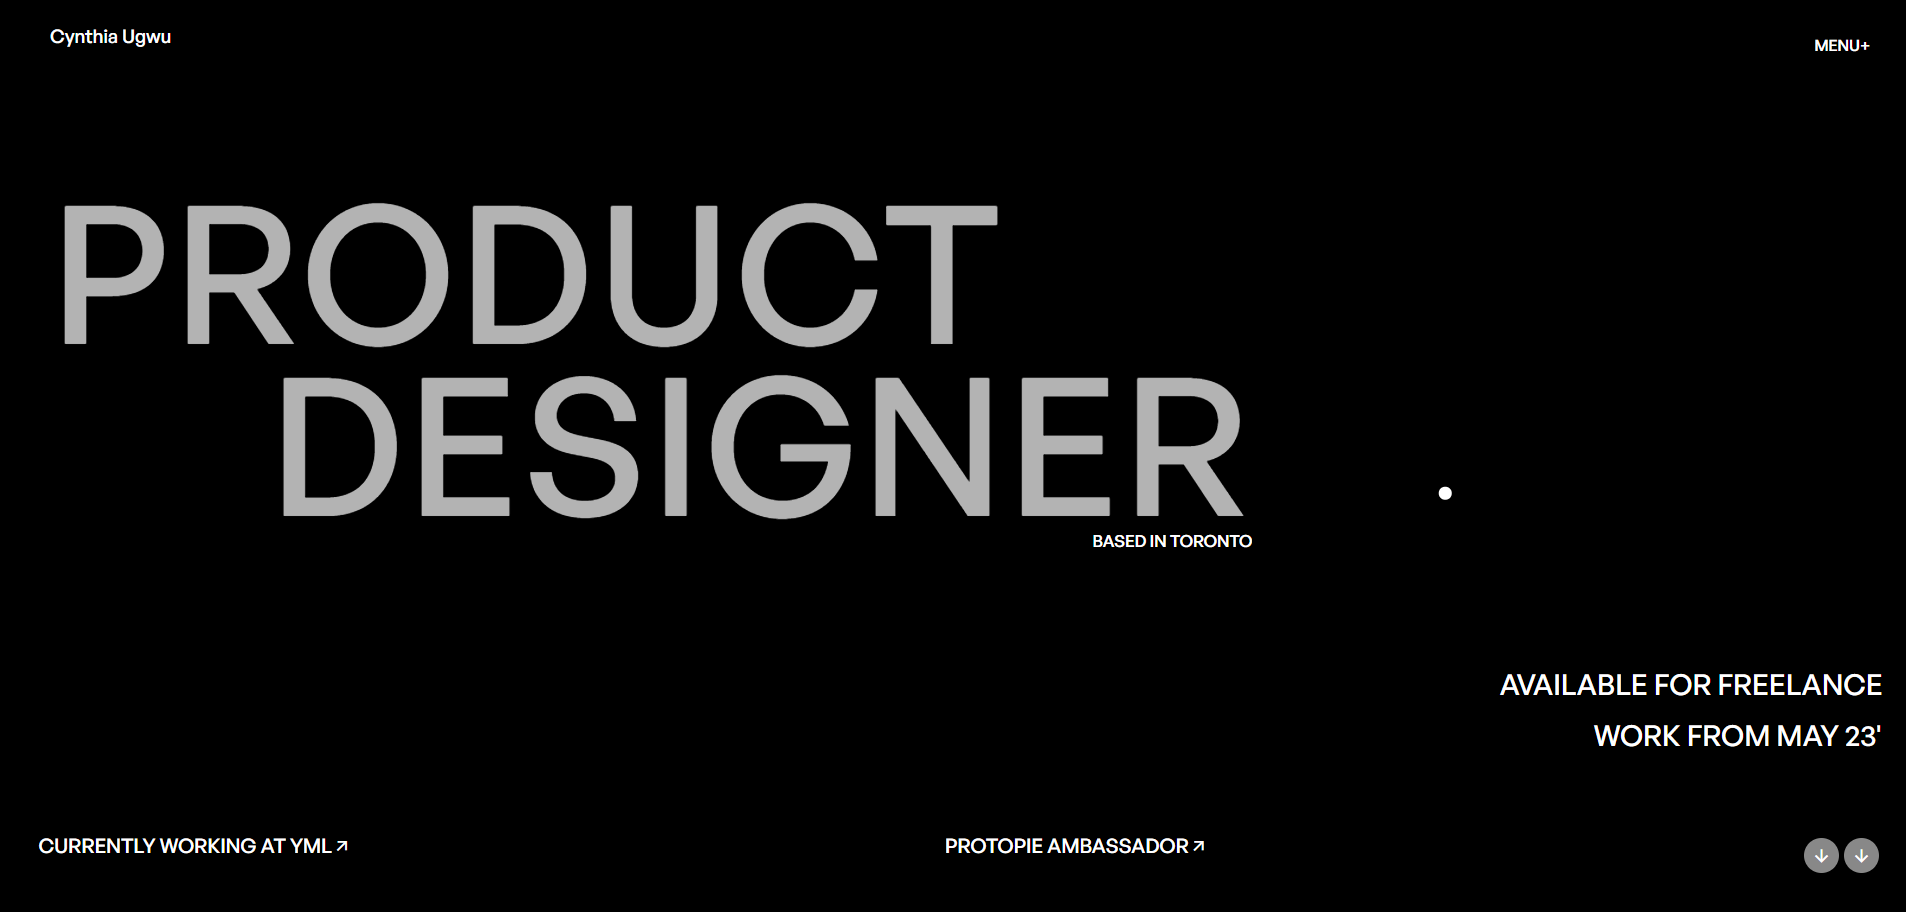 Cynthia Ugwu
MENU+
PRODUCT
DESIGNER
BASED IN TORONTO
AVAILABLE FOR FREELANCE
WORK FROM MAY 23'
CURRENTLY WORKING AT YML
PROTOPIE AMBASSADOR